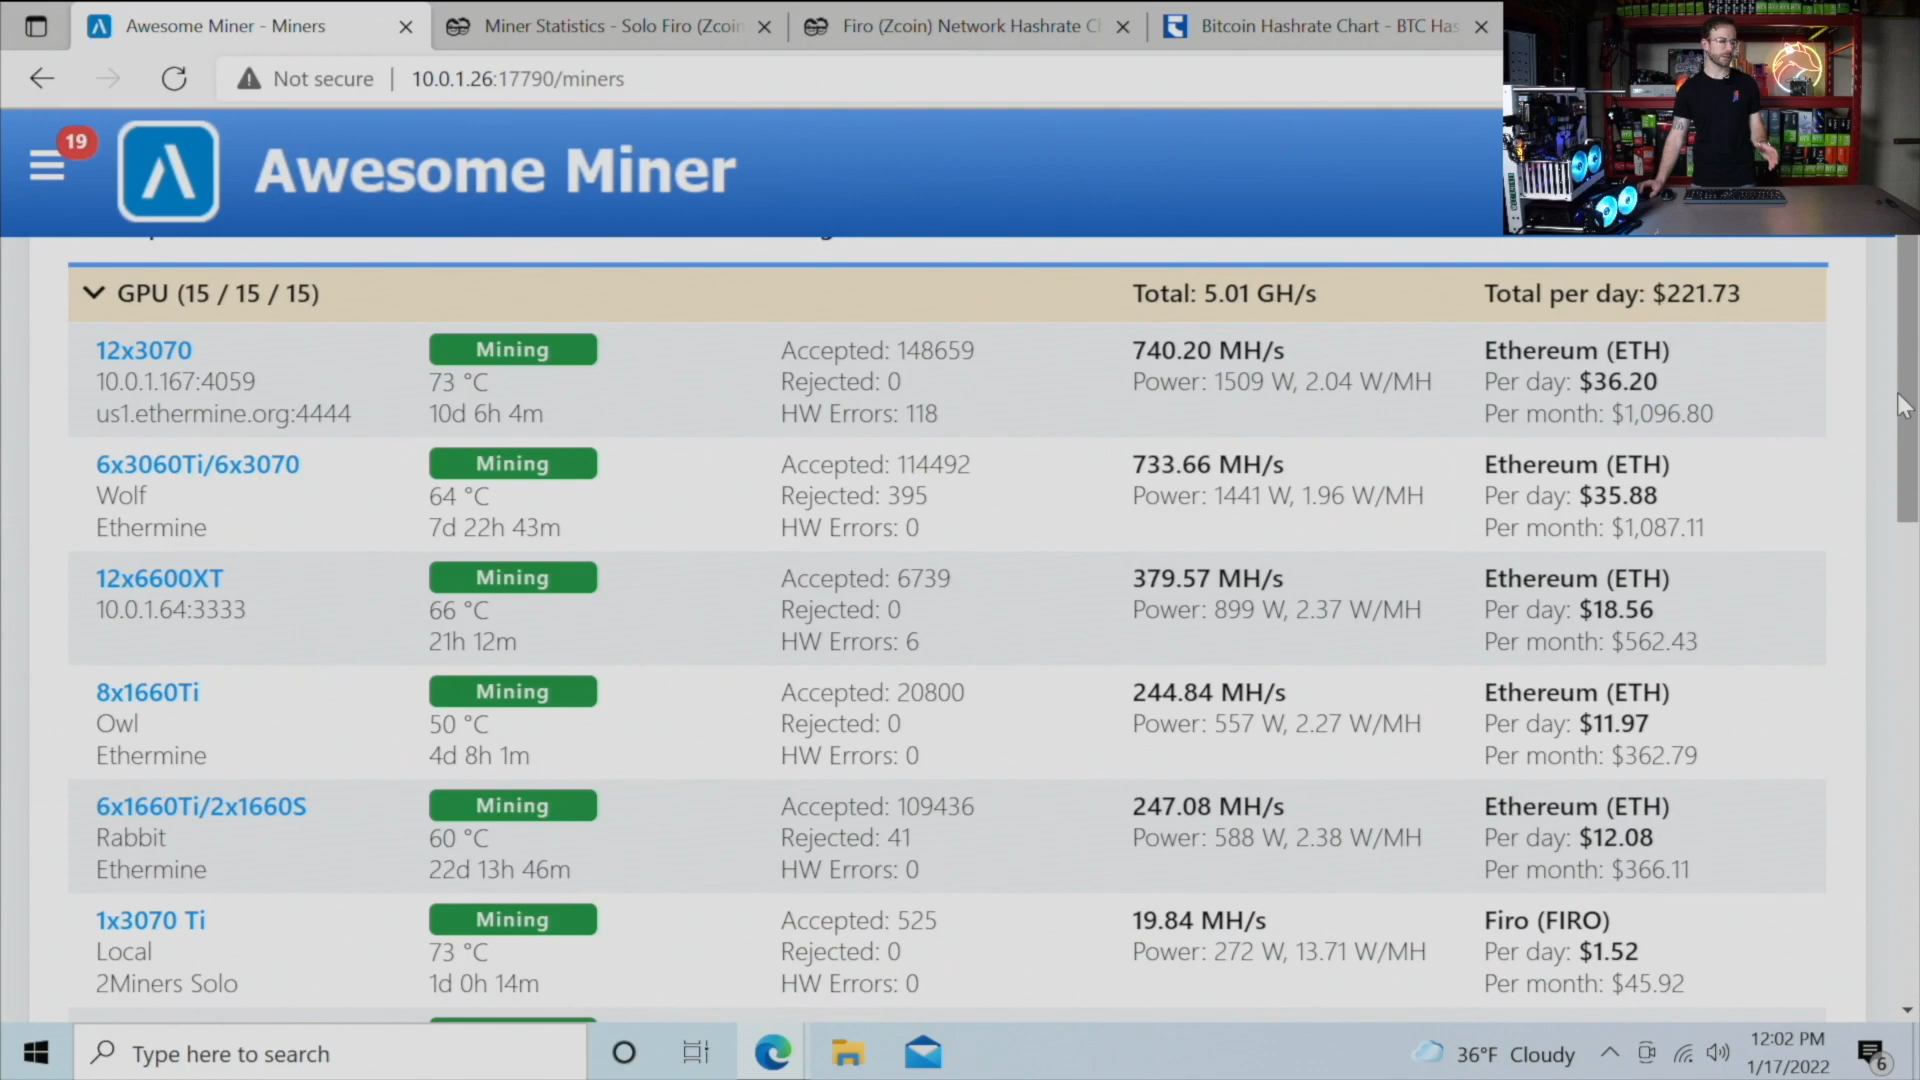 Awesome Miner - Miners
Miner Statistics - Solo Firo (Zcoin
Firo (Zcoin) Network Hashrate C
Bitcoin Hashrate Chart - BTC Has
Not secure | 10.0.1.26:17790/miners
19
Awesome Miner
GPU (15 / 15 / 15) Total: 5.01 GH/s Total per day: $221.73
12x3070 Mining Accepted: 148659 740.20 MH/s Ethereum (ETH)
10.0.1.167:4059 73 °C Rejected: 0 Power: 1509 W, 2.04 W/MH Per day: $36.20
us1.ethermine.org:4444 10d 6h 4m HW Errors: 118 Per month: $1,096.80
6x3060Ti/6x3070 Mining Accepted: 114492 733.66 MH/s Ethereum (ETH)
Wolf 64 °C Rejected: 395 Power: 1441 W, 1.96 W/MH Per day: $35.88
Ethermine 7d 22h 43m HW Errors: 0 Per month: $1,087.11
12x6600XT Mining Accepted: 6739 379.57 MH/s Ethereum (ETH)
10.0.1.64:3333 66 °C Rejected: 0 Power: 899 W, 2.37 W/MH Per day: $18.56
21h 12m HW Errors: 6 Per month: $562.43
8x1660Ti Mining Accepted: 20800 244.84 MH/s Ethereum (ETH)
Owl 50 °C Rejected: 0 Power: 557 W, 2.27 W/MH Per day: $11.97
Ethermine 4d 8h 1m HW Errors: 0 Per month: $362.79
6x1660Ti/2x1660S Mining Accepted: 109436 247.08 MH/s Ethereum (ETH)
Rabbit 60 °C Rejected: 41 Power: 588 W, 2.38 W/MH Per day: $12.08
Ethermine 22d 13h 46m HW Errors: 0 Per month: $366.11
1x3070 Ti Mining Accepted: 525 19.84 MH/s Firo (FIRO)
Local 73 °C Rejected: 0 Power: 272 W, 13.71 W/MH Per day: $1.52
2Miners Solo 1d 0h 14m HW Errors: 0 Per month: $45.92
Type here to search
36°F Cloudy
12:02 PM
1/17/2022
6